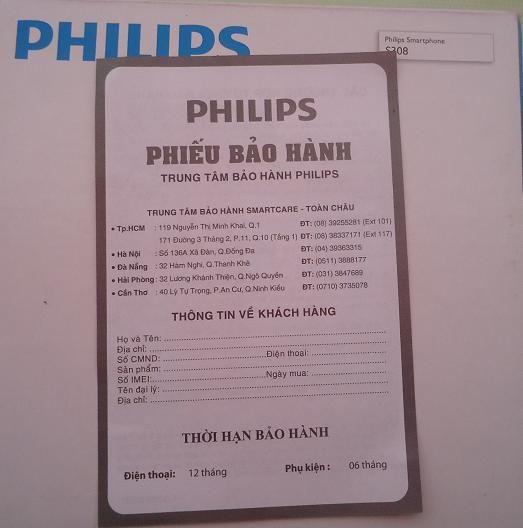 PHILIPS
Philips Smartphone
S308
PHILIPS
PHIẾU BẢO HÀNH
TRUNG TÂM BẢO HÀNH PHILIPS
TRUNG TÂM BẢO HÀNH SMARTCARE - TOÀN CHÂU
• Tp.HCM : 119 Nguyễn Thị Minh Khai, Q.1 ĐT: (08) 39255281 (Ext 101)
171 Đường 3 Tháng 2, P.11, Q.10 (Tầng 1) ĐT: (08) 38337171 (Ext 117)
• Hà Nội : Số 136A Xã Đàn, Q.Đống Đa ĐT: (04) 39363315
• Đà Nẵng : 32 Hàm Nghi, Q.Thanh Khê ĐT: (0511) 3888177
• Hải Phòng : 32 Lương Khánh Thiện, Q.Ngô Quyền ĐT: (031) 3847689
• Cần Thơ : 40 Lý Tự Trọng, P.An Cư, Q.Ninh Kiều ĐT: (0710) 3735078
THÔNG TIN VỀ KHÁCH HÀNG
Họ và Tên:
Địa chỉ:
Số CMND: Điện thoại:
Sản phẩm:
Số IMEI: Ngày mua:
Tên đại lý:
Địa chỉ:
THỜI HẠN BẢO HÀNH
Điện thoại: 12 tháng Phụ kiện : 06 tháng